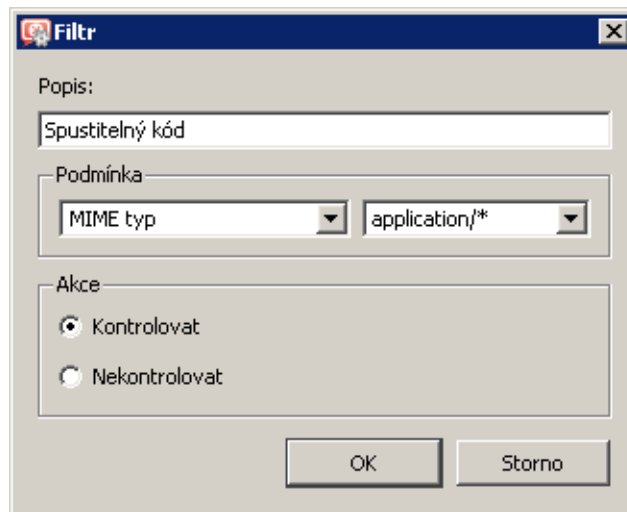 Filtr
Popis:
Spustitelný kód
Podmínka
MIME typ application/*
Akce
Kontrolovat
Nekontrolovat
OK Storno